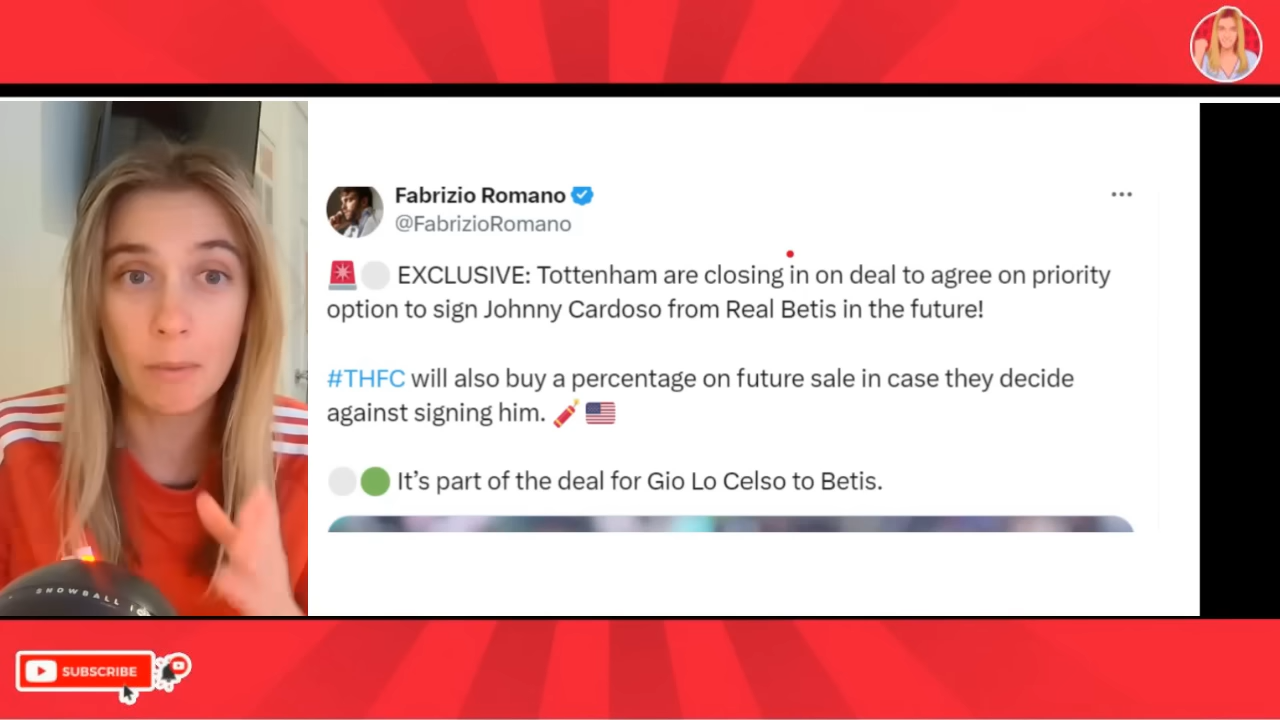 Fabrizio Romano
@FabrizioRomano
EXCLUSIVE: Tottenham are closing in on deal to agree on priority
option to sign Johnny Cardoso from Real Betis in the future!
#THFC will also buy a percentage on future sale in case they decide
against signing him.
It’s part of the deal for Gio Lo Celso to Betis.
SNOWBALL
SUBSCRIBE